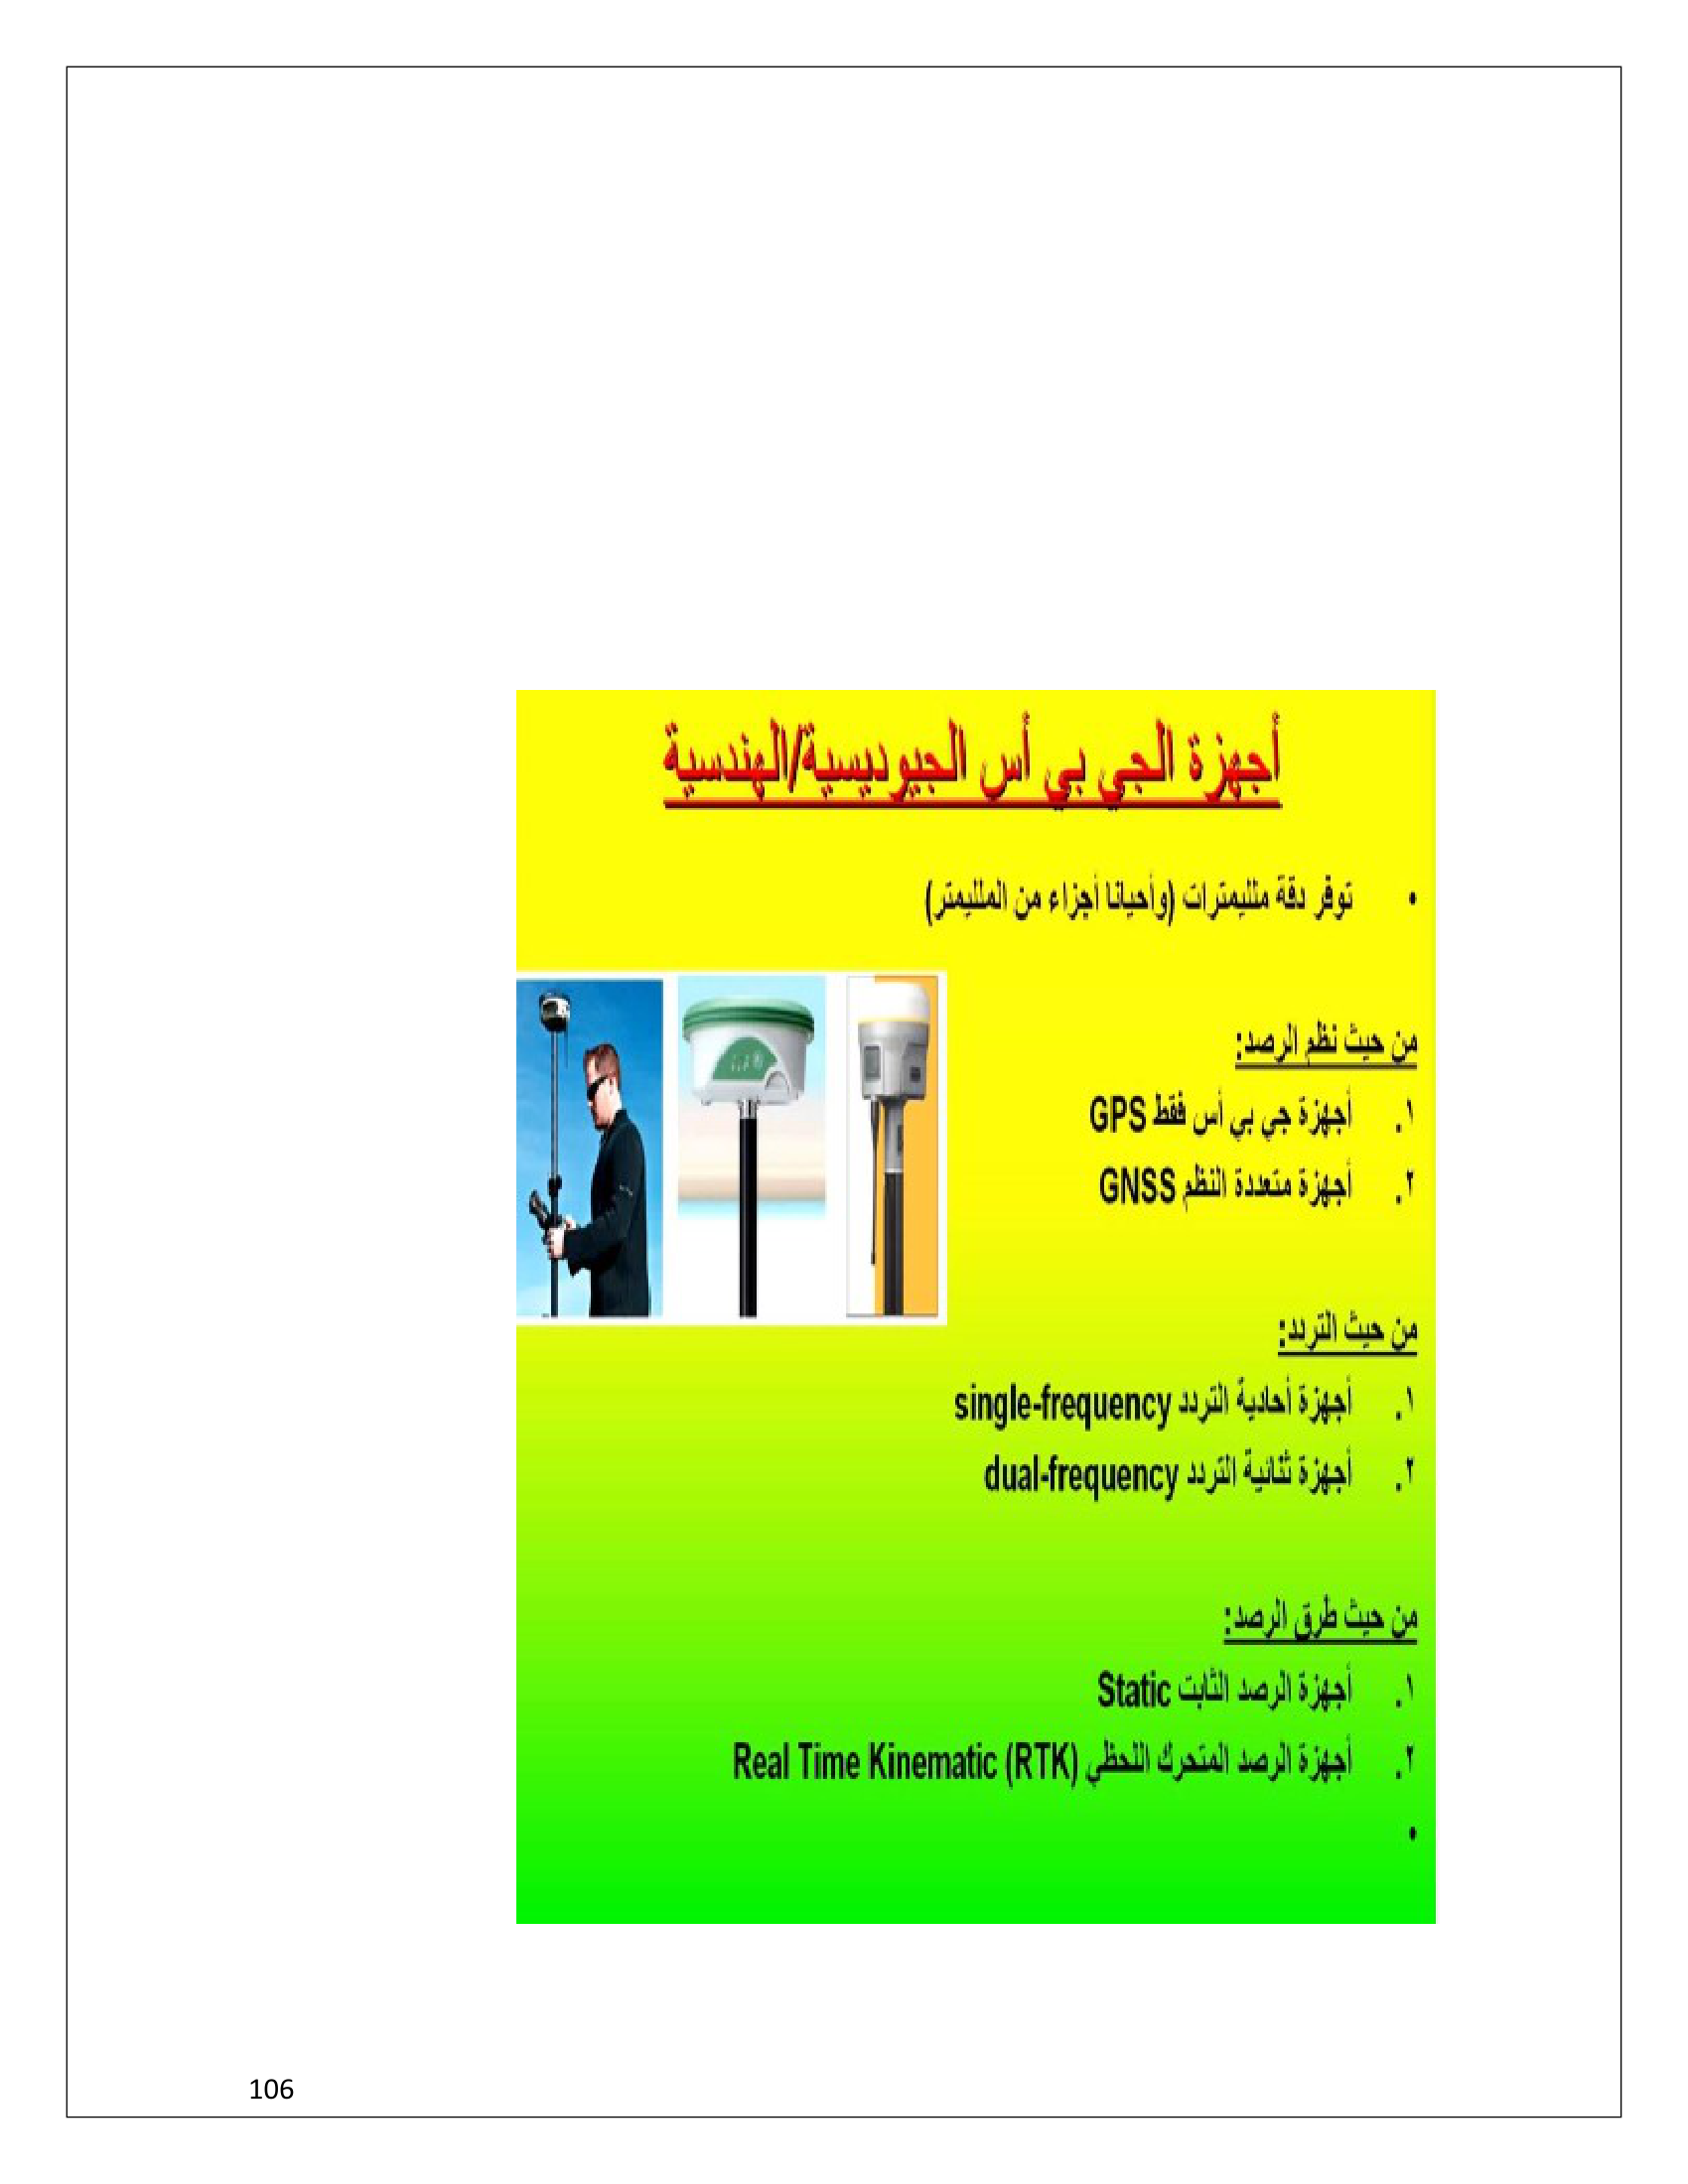 أجهزة الجي بي أس الجيوديسية/الهندسية
• توفر دقة مللليمترات (وأحيانا أجزاء من المللليمتر)
من حيث نظم الرصد:
١. أجهزة جي بي أس فقط GPS
٢. أجهزة متعددة النظم GNSS
من حيث التردد:
١. أجهزة أحادية التردد single-frequency
٢. أجهزة ثنائية التردد dual-frequency
من حيث طرق الرصد:
١. أجهزة الرصد الثابت Static
٢. أجهزة الرصد المتحرك اللحظي Real Time Kinematic (RTK)
•
106